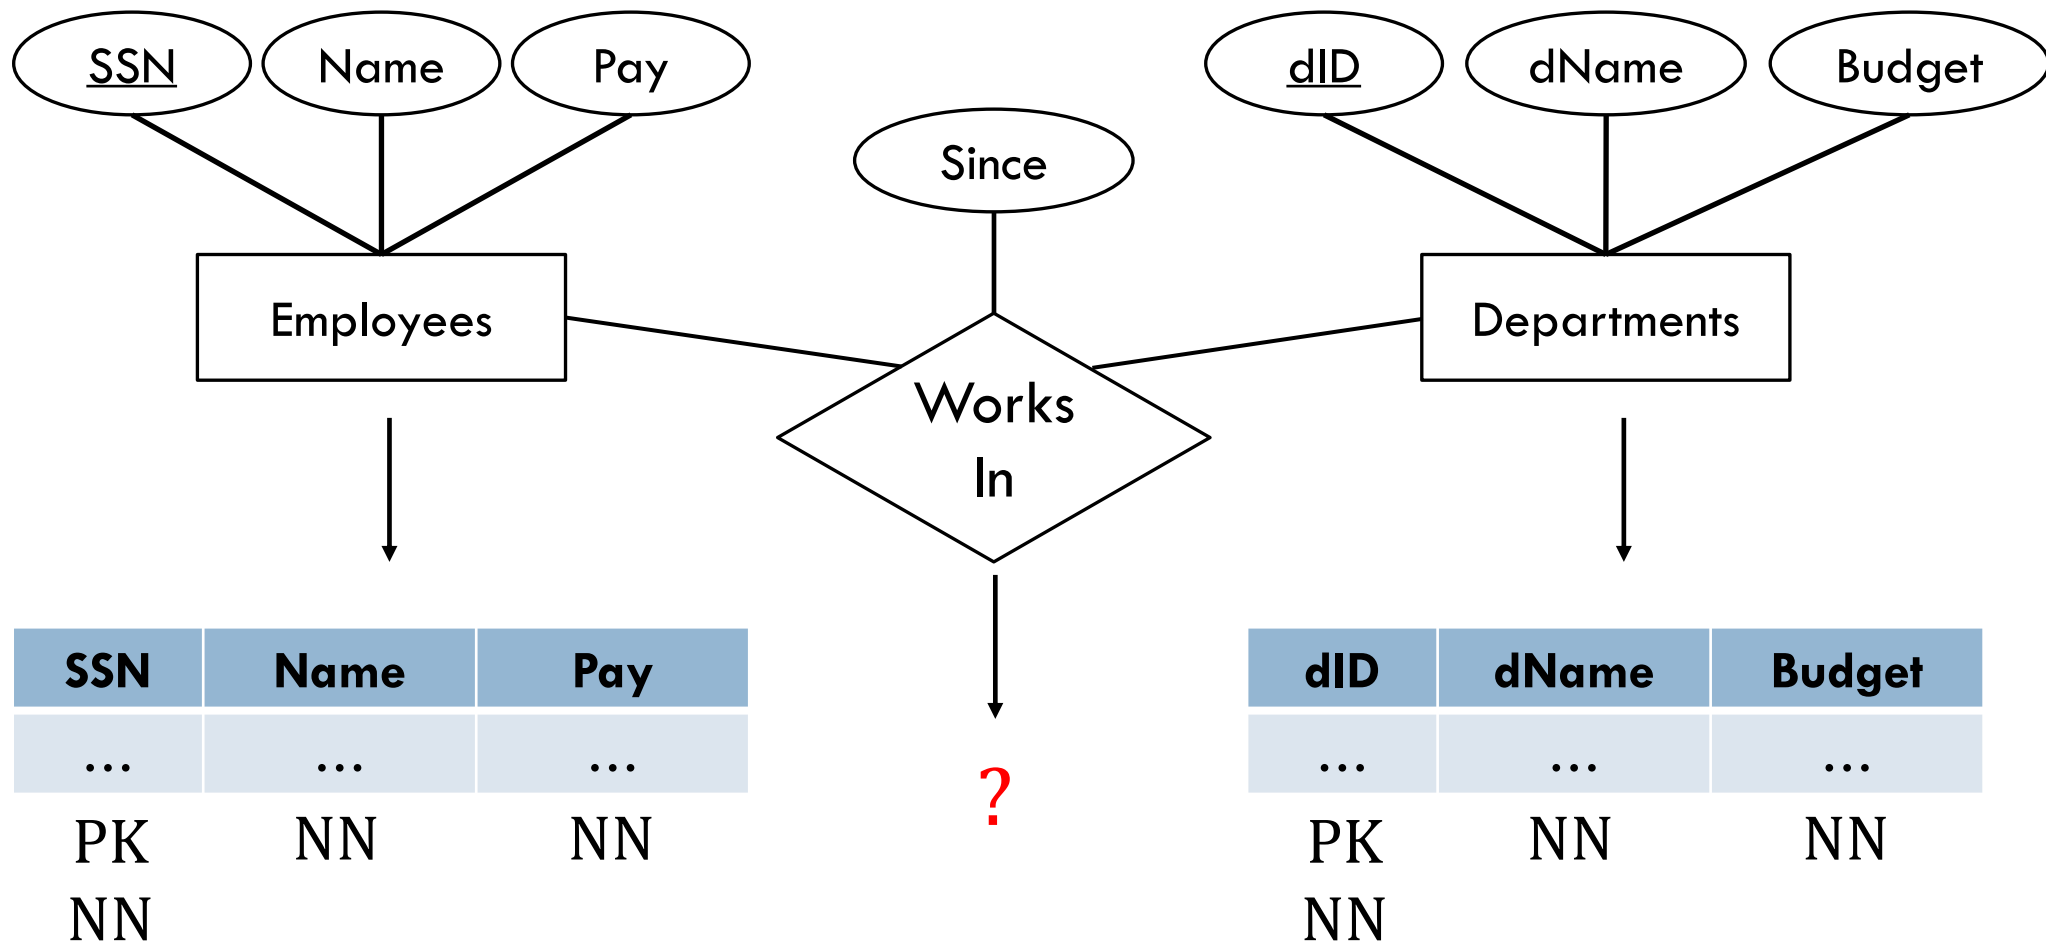 SSN Name Pay dID dName Budget
Since
Employees Departments
Works
In
SSN Name Pay dID dName Budget
... ... ... ... ... ...
?
PK NN NN PK NN NN
NN NN